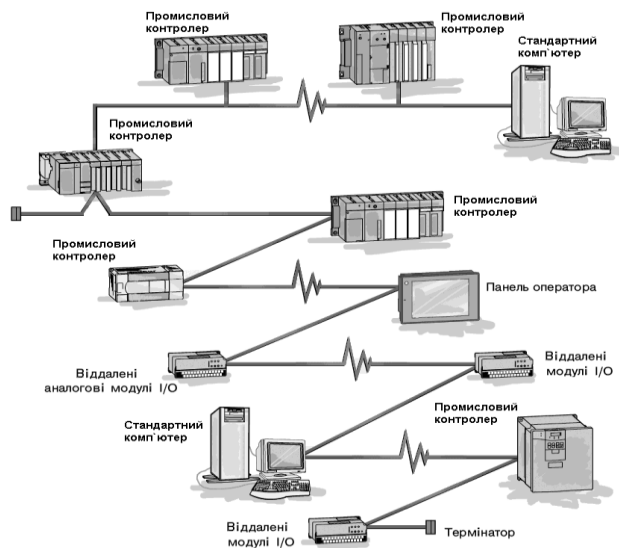 Промисловий
контролер
Промисловий
контролер
Стандартний
комп`ютер
Промисловий
контролер
Промисловий
контролер
Промисловий
контролер
Панель оператора
Віддалені
аналогові модулі I/O
Віддалені
модулі I/O
Стандартний
комп`ютер
Промисловий
контролер
Віддалені
модулі I/O
Термінатор